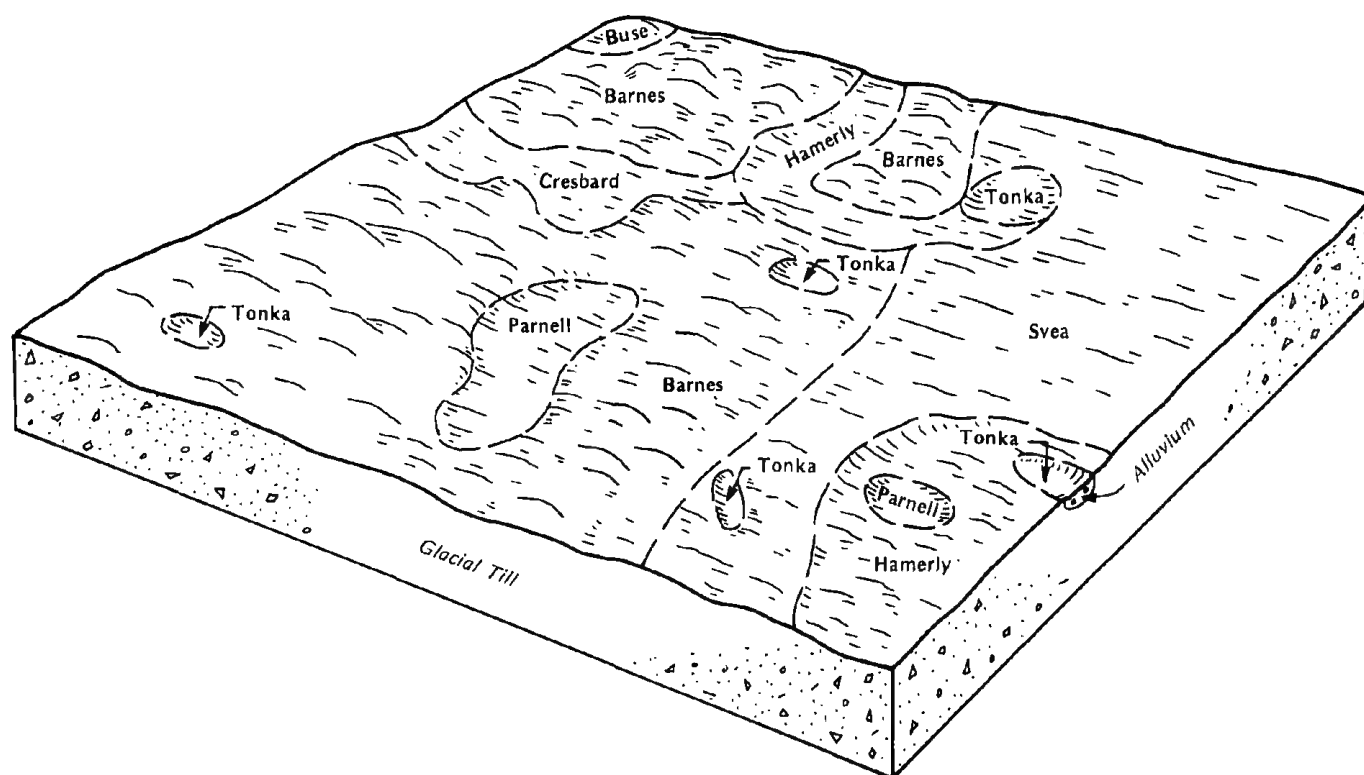 Buse
Barnes
Hamerly
Barnes
Cresbard
Tonka
Tonka
Tonka
Parnell
Svea
Barnes
Tonka
Tonka
Alluvium
Parnell
Glacial Till
Hamerly